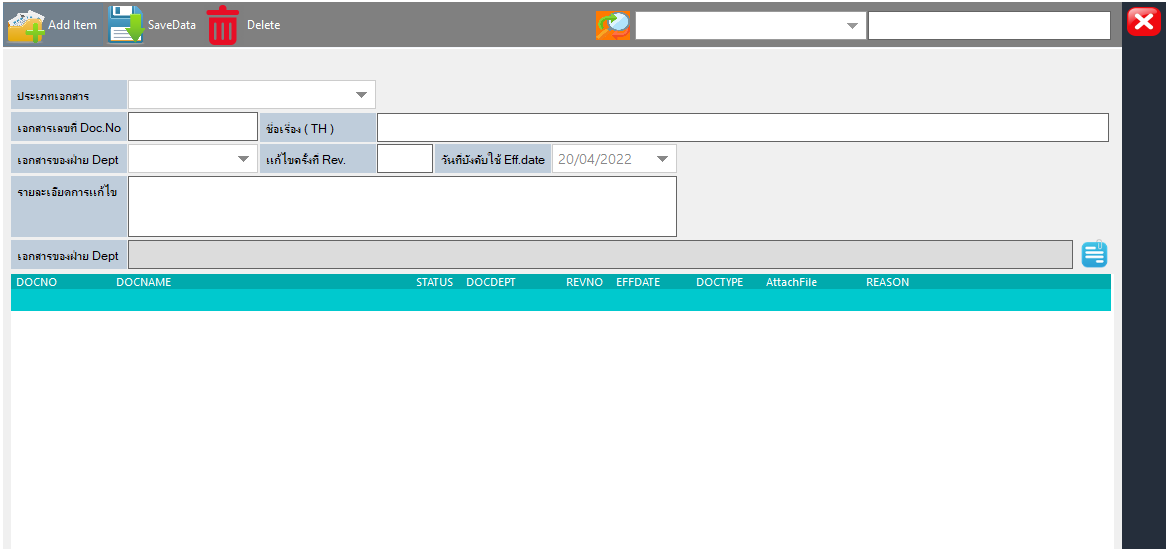 Add Item SaveData Delete
ประเภทเอกสาร
เอกสารเลขที่ Doc.No ชื่อเรื่อง ( TH )
เอกสารของฝ่าย Dept แก้ไขครั้งที่ Rev. วันที่บังคับใช้ Eff.date 20/04/2022
รายละเอียดการแก้ไข
เอกสารของฝ่าย Dept
DOCNO DOCNAME STATUS DOCDEPT REVNO EFFDATE DOCTYPE AttachFile REASON